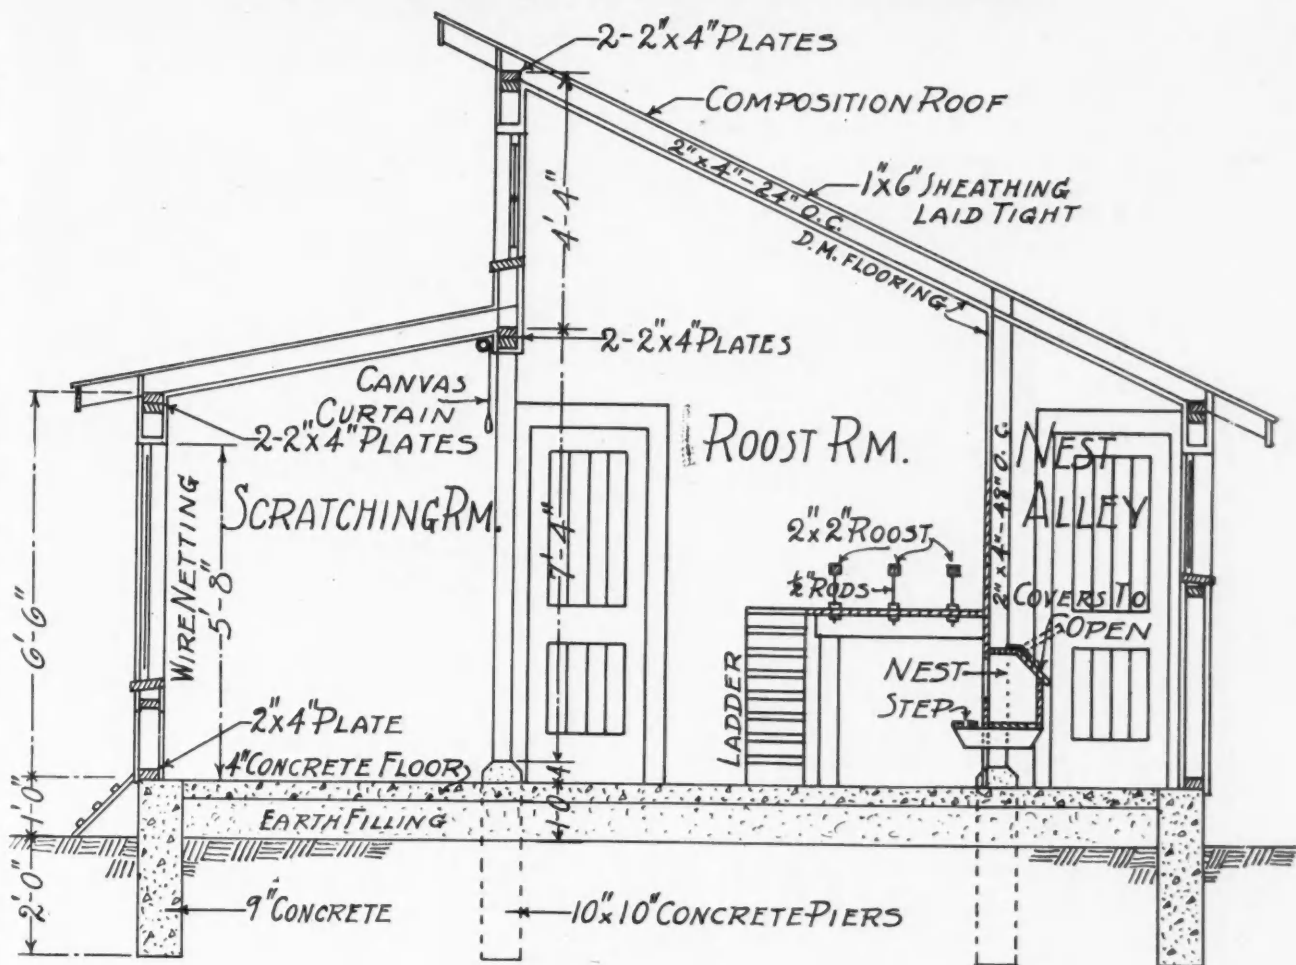 2-2"x4" PLATES
COMPOSITION ROOF
2"x4"-24" O.C.
1"x6" SHEATHING
LAID TIGHT
4'-4"
D.M. FLOORING
2-2"x4" PLATES
CANVAS
CURTAIN
2-2"x4" PLATES
ROOST RM.
NEST
ALLEY
SCRATCHING RM.
WIRE NETTING
5'-8"
6'-6"
7'-4"
2"x2" ROOST
½" RODS
2"x4"-48" O.C.
COVERS TO
OPEN
NEST
STEP
LADDER
2"x4" PLATE
4" CONCRETE FLOOR
4
1'-0"
1-0
EARTH FILLING
2'-0"
9" CONCRETE
10"x10" CONCRETE PIERS